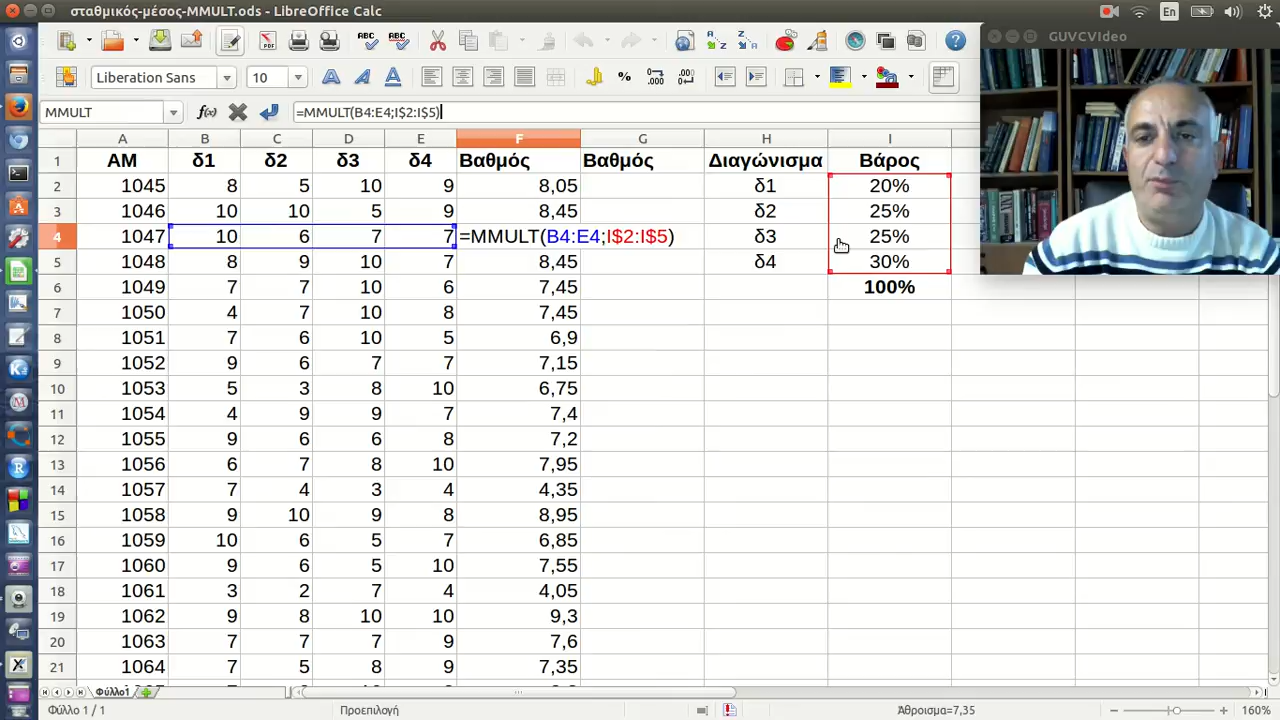 σταθμικός-μέσος-MMULT.ods - LibreOffice Calc
En
GUVCVIdeo
Liberation Sans 10
MMULT =MMULT(B4:E4;I$2:I$5)
A B C D E F G H I
1 ΑΜ δ1 δ2 δ3 δ4 Βαθμός Βαθμός Διαγώνισμα Βάρος
2 1045 8 5 10 9 8,05 δ1 20%
3 1046 10 10 5 9 8,45 δ2 25%
4 1047 10 6 7 7 =MMULT(B4:E4;I$2:I$5) δ3 25%
5 1048 8 9 10 7 8,45 δ4 30%
6 1049 7 7 10 6 7,45 100%
7 1050 4 7 10 8 7,45
8 1051 7 6 10 5 6,9
9 1052 9 6 7 7 7,15
10 1053 5 3 8 10 6,75
11 1054 4 9 9 7 7,4
12 1055 9 6 6 8 7,2
13 1056 6 7 8 10 7,95
14 1057 7 4 3 4 4,35
15 1058 9 10 9 8 8,95
16 1059 10 6 5 7 6,85
17 1060 9 6 5 10 7,55
18 1061 3 2 7 4 4,05
19 1062 9 8 10 10 9,3
20 1063 7 7 7 9 7,6
21 1064 7 5 8 9 7,35
Φύλλο1
Φύλλο 1 / 1 Προεπιλογή Άθροισμα=7,35 160%